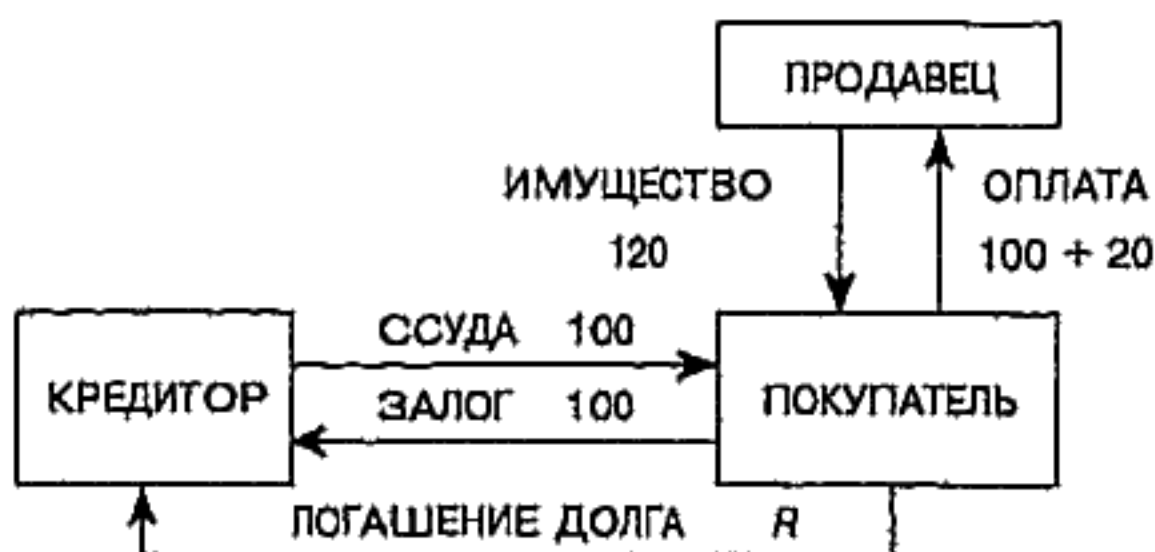 ПРОДАВЕЦ
ИМУЩЕСТВО
120
ОПЛАТА
100 + 20
КРЕДИТОР
ССУДА 100
ЗАЛОГ 100
ПОКУПАТЕЛЬ
ПОГАШЕНИЕ ДОЛГА R